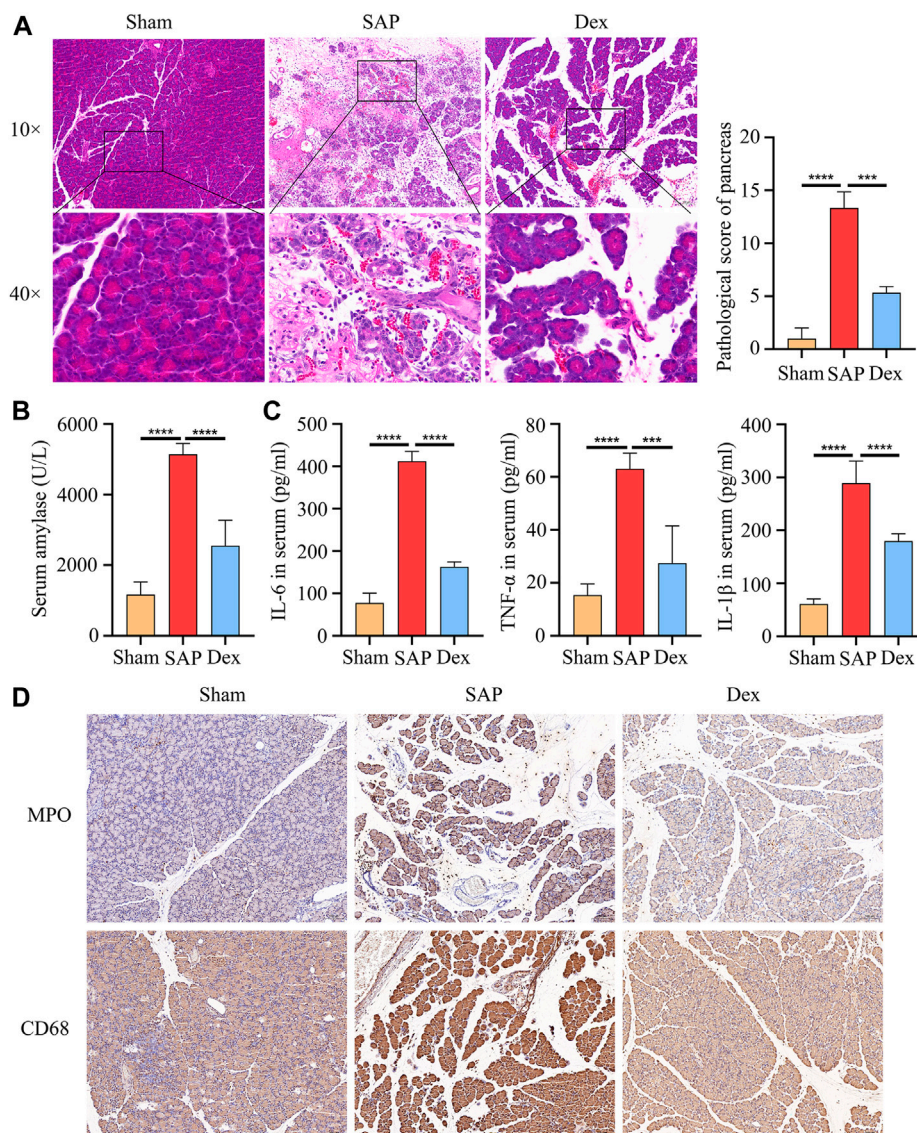 A
Sham
SAP
Dex
10×
40×
Pathological score of pancreas
20
15
10
5
0
****
***
Sham SAP Dex
B
Serum amylase (U/L)
6000
4000
2000
0
****
****
Sham SAP Dex
C
IL-6 in serum (pg/ml)
500
400
300
200
100
0
****
****
Sham SAP Dex
TNF-α in serum (pg/ml)
80
60
40
20
0
****
***
Sham SAP Dex
IL-1β in serum (pg/ml)
400
300
200
100
0
****
****
Sham SAP Dex
D
Sham
SAP
Dex
MPO
CD68